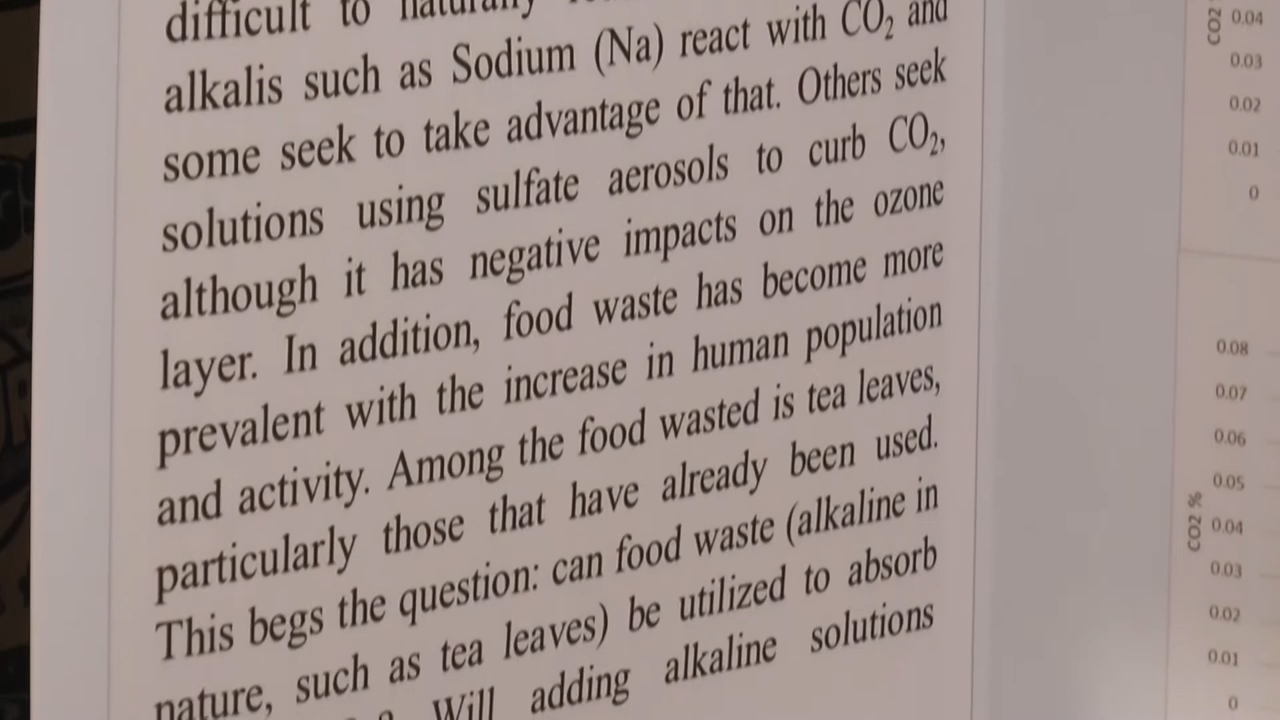 difficult to naturally
alkalis such as Sodium (Na) react with CO₂ and
some seek to take advantage of that. Others seek
solutions using sulfate aerosols to curb CO₂,
although it has negative impacts on the ozone
layer. In addition, food waste has become more
prevalent with the increase in human population
and activity. Among the food wasted is tea leaves,
particularly those that have already been used.
This begs the question: can food waste (alkaline in
nature, such as tea leaves) be utilized to absorb
Will adding alkaline solutions
CO2
0.04
0.03
0.02
0.01
0
CO2 %
0.08
0.07
0.06
0.05
0.04
0.03
0.02
0.01
0